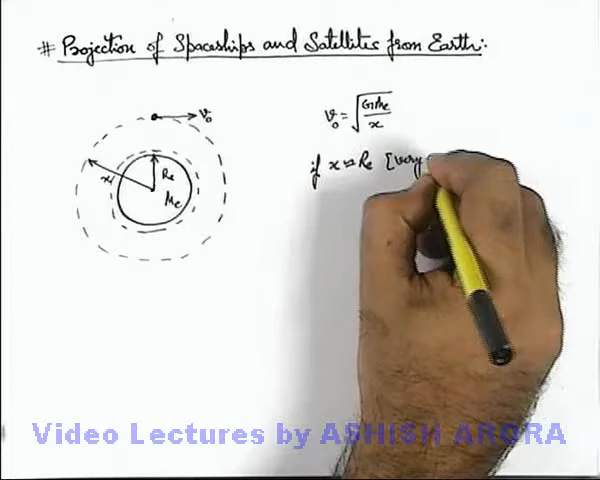 # Projection of Spaceships and Satellites from Earth:-
v₀
v₀ = √(GMe/x)
x
Re
if x ≃ Re [very
Me
Video Lectures by ASHISH ARORA